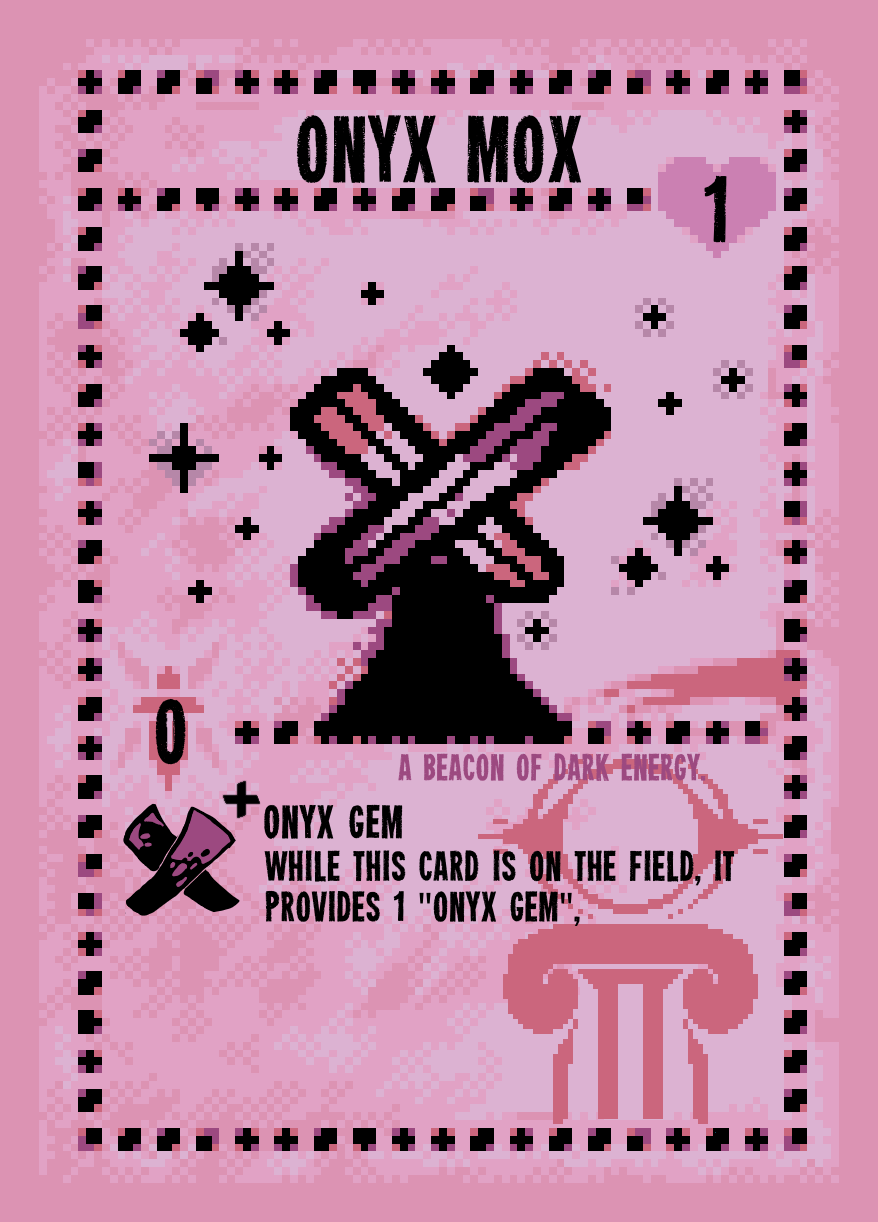 ONYX MOX
1
0
A BEACON OF DARK ENERGY.
ONYX GEM
WHILE THIS CARD IS ON THE FIELD, IT
PROVIDES 1 "ONYX GEM",